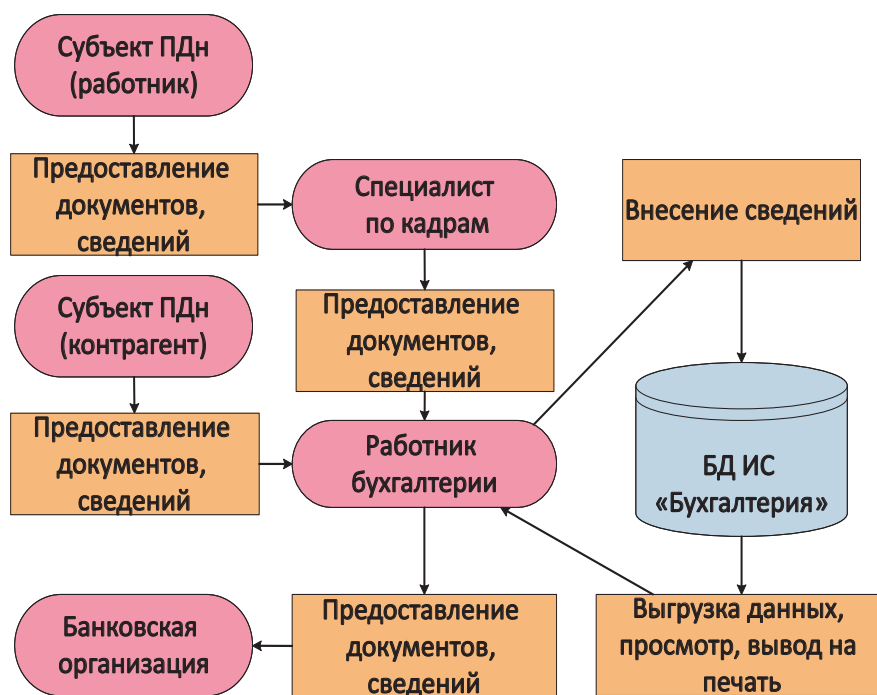 Субъект ПДн
(работник)
Предоставление
документов,
сведений
Специалист
по кадрам
Внесение сведений
Субъект ПДн
(контрагент)
Предоставление
документов,
сведений
Предоставление
документов,
сведений
Работник
бухгалтерии
БД ИС
«Бухгалтерия»
Банковская
организация
Предоставление
документов,
сведений
Выгрузка данных,
просмотр, вывод на
печать